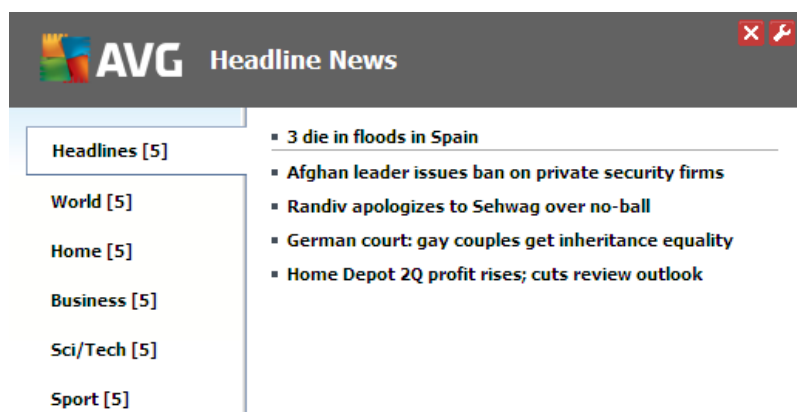 AVG Headline News
Headlines [5]
World [5]
Home [5]
Business [5]
Sci/Tech [5]
Sport [5]
3 die in floods in Spain
Afghan leader issues ban on private security firms
Randiv apologizes to Sehwag over no-ball
German court: gay couples get inheritance equality
Home Depot 2Q profit rises; cuts review outlook